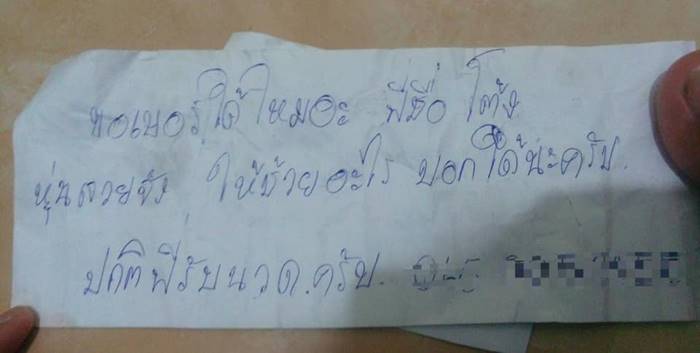 ขอเบอร์ได้ไหมอะ พี่ชื่อ โต้ง
หุ่นสวยจัง ให้ช่วยอะไร บอกได้น่ะครับ.
ปกติพี่รับนวด.ครับ.